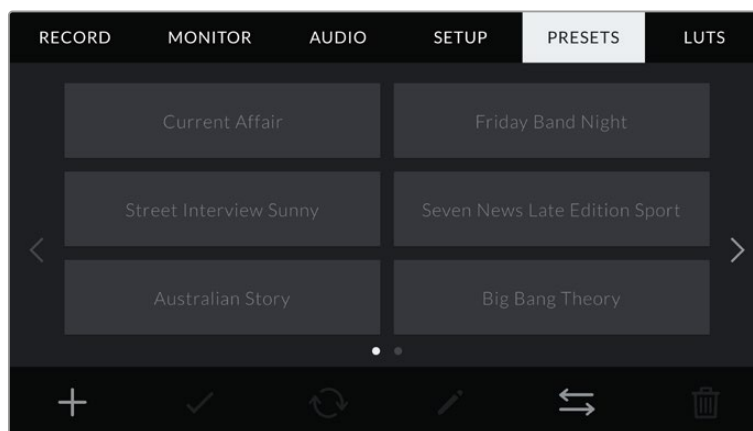 RECORD MONITOR AUDIO SETUP PRESETS LUTS
Current Affair Friday Band Night
Street Interview Sunny Seven News Late Edition Sport
Australian Story Big Bang Theory